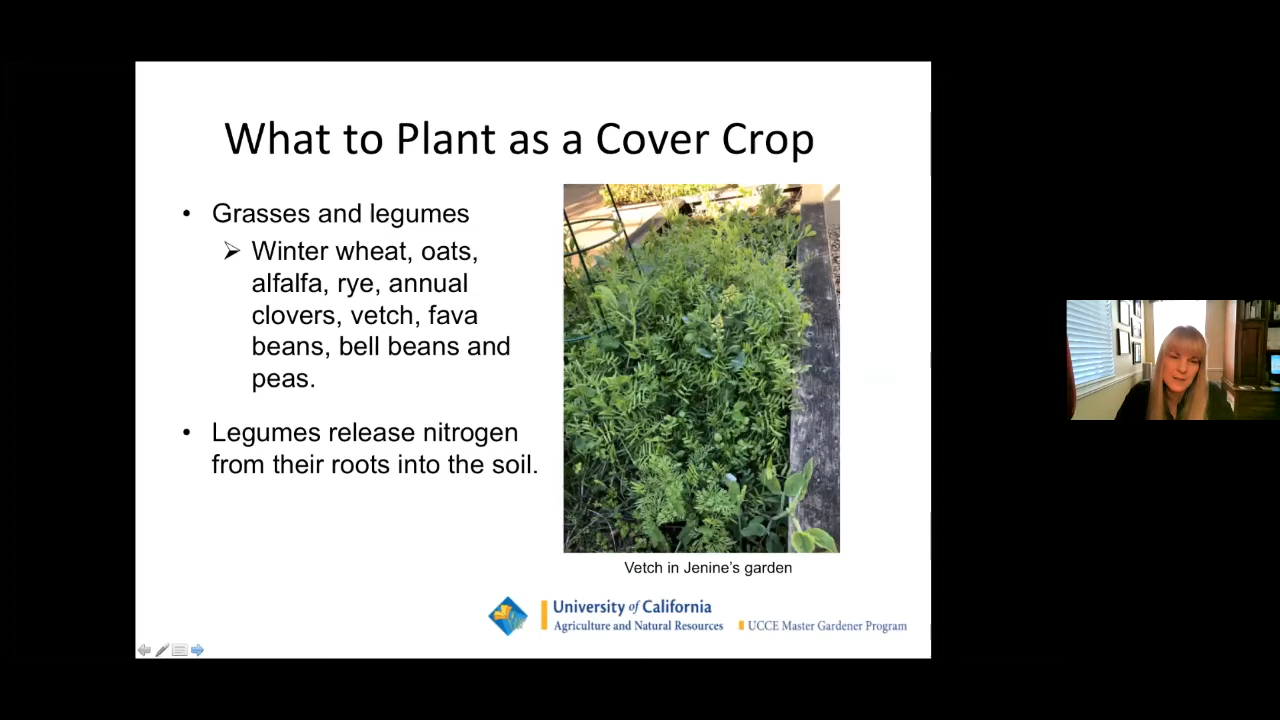 What to Plant as a Cover Crop
• Grasses and legumes
➢ Winter wheat, oats,
alfalfa, rye, annual
clovers, vetch, fava
beans, bell beans and
peas.
• Legumes release nitrogen
from their roots into the soil.
Vetch in Jenine's garden
University of California
Agriculture and Natural Resources
UCCE Master Gardener Program